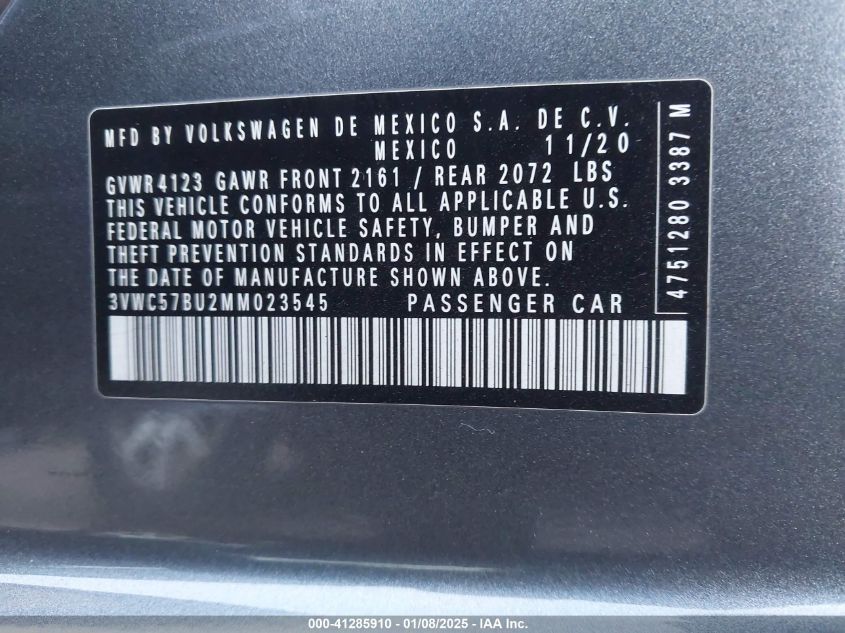 MFD BY VOLKSWAGEN DE MEXICO S.A. DE C.V.
MEXICO 11/20
GVWR 4123 GAWR FRONT 2161 / REAR 2072 LBS
THIS VEHICLE CONFORMS TO ALL APPLICABLE U.S.
FEDERAL MOTOR VEHICLE SAFETY, BUMPER AND
THEFT PREVENTION STANDARDS IN EFFECT ON
THE DATE OF MANUFACTURE SHOWN ABOVE.
3VWC57BU2MM023545 PASSENGER CAR
4751280 3387 M
000-41285910 - 01/08/2025 - IAA Inc.